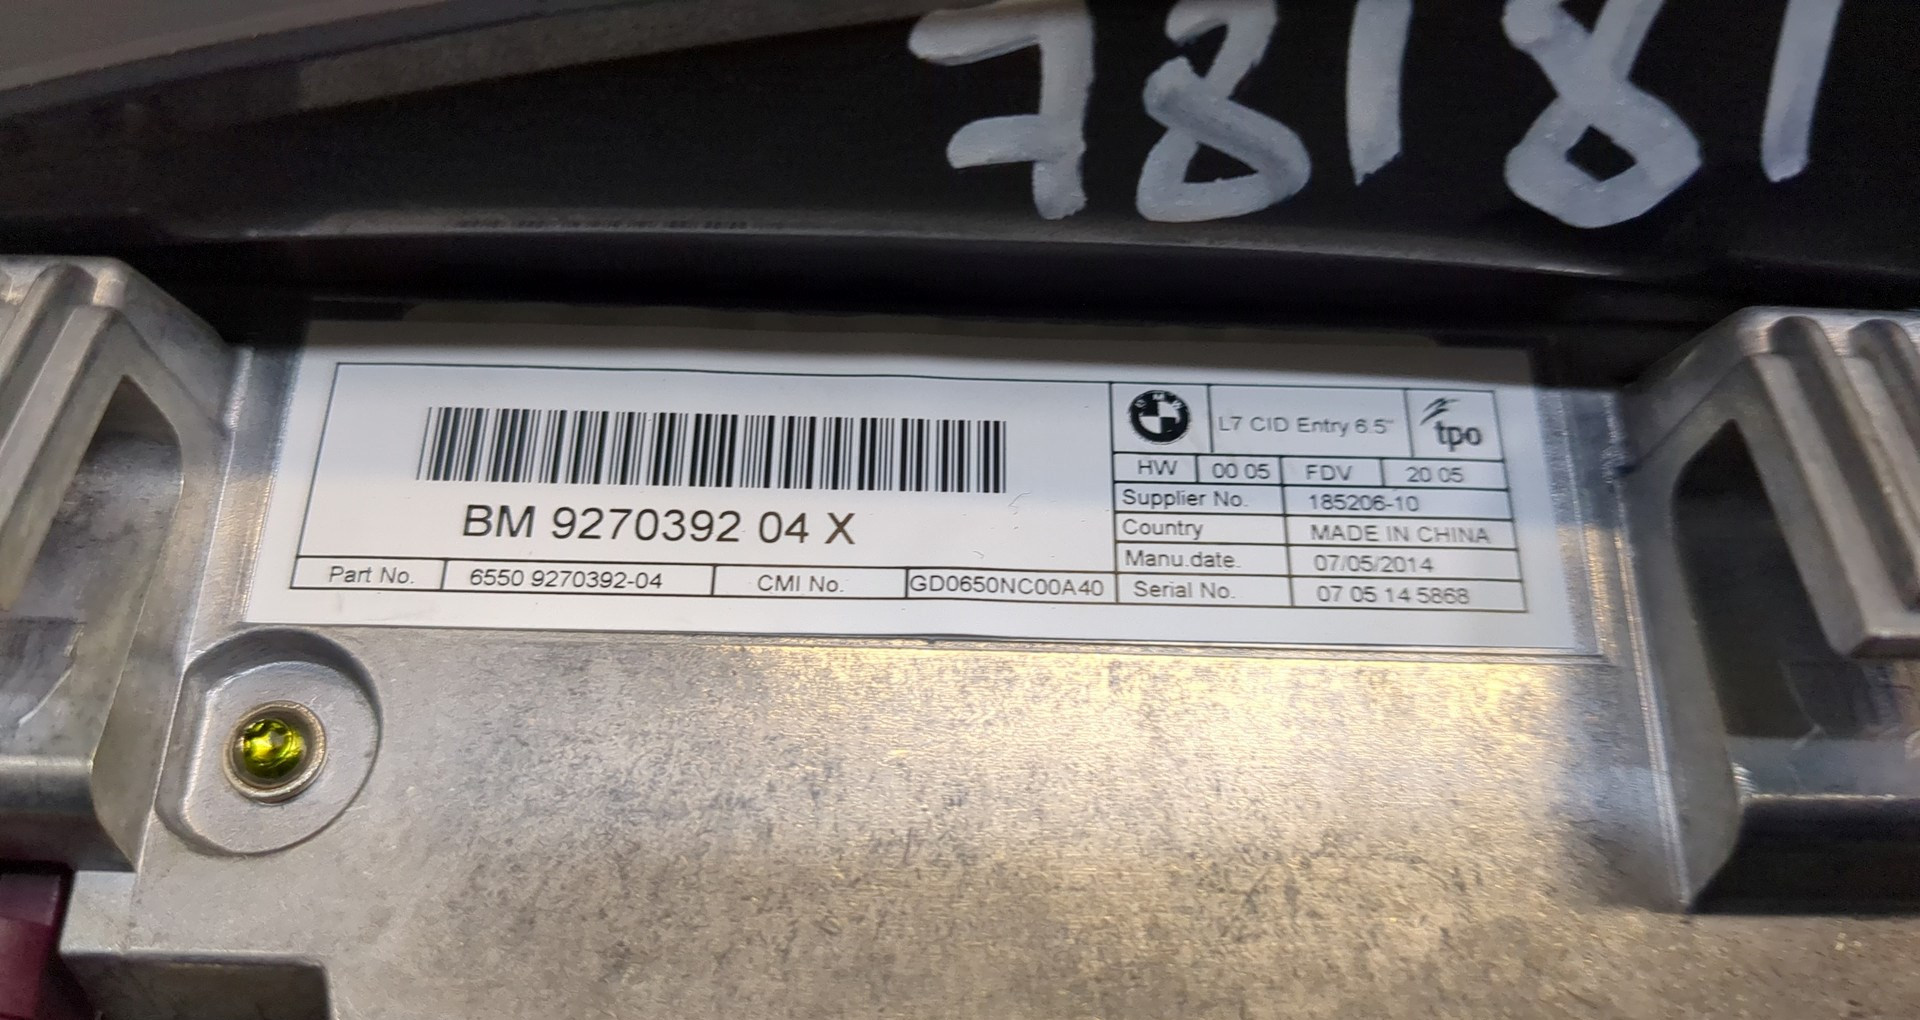 78181
BM 9270392 04 X
Part No. 6550 9270392-04 CMI No. GD0650NC00A40
BMW L7 CID Entry 6.5" tpo
HW 00 05 FDV 20 05
Supplier No. 185206-10
Country MADE IN CHINA
Manu.date. 07/05/2014
Serial No. 07 05 14 5868